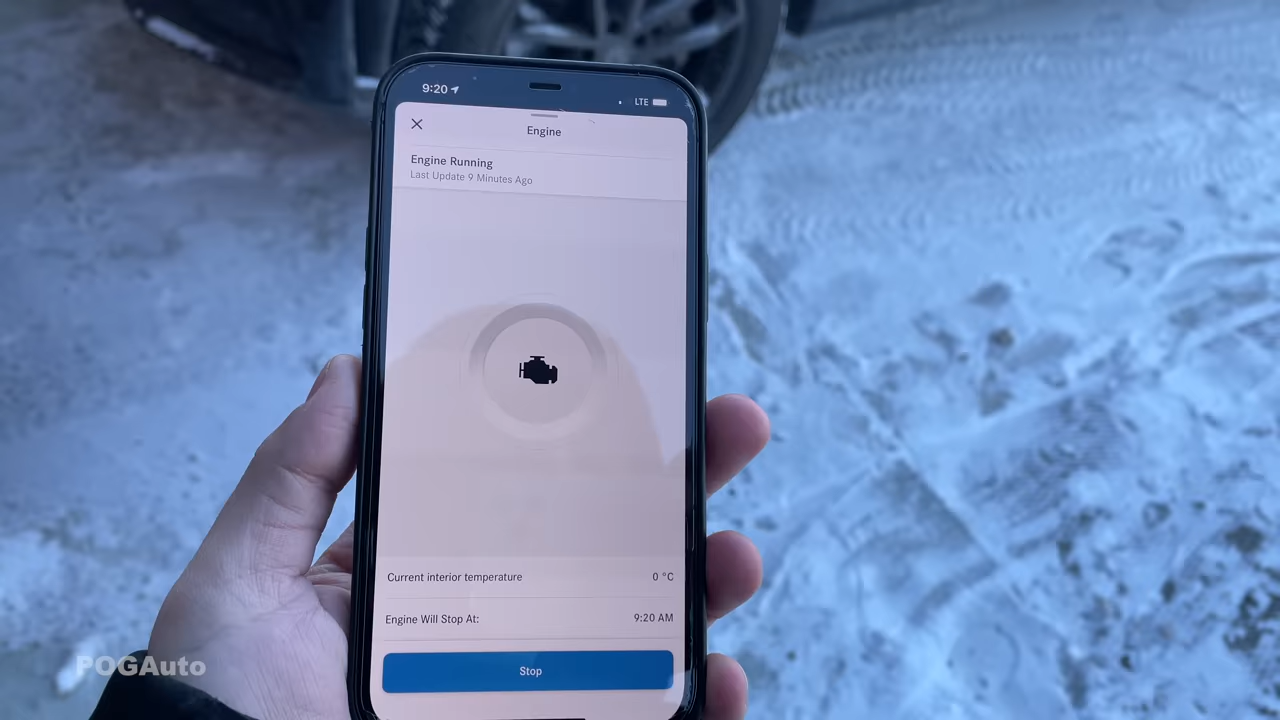 9:20
LTE
Engine
Engine Running
Last Update 9 Minutes Ago
Current interior temperature 0 °C
Engine Will Stop At: 9:20 AM
Stop
POGAuto